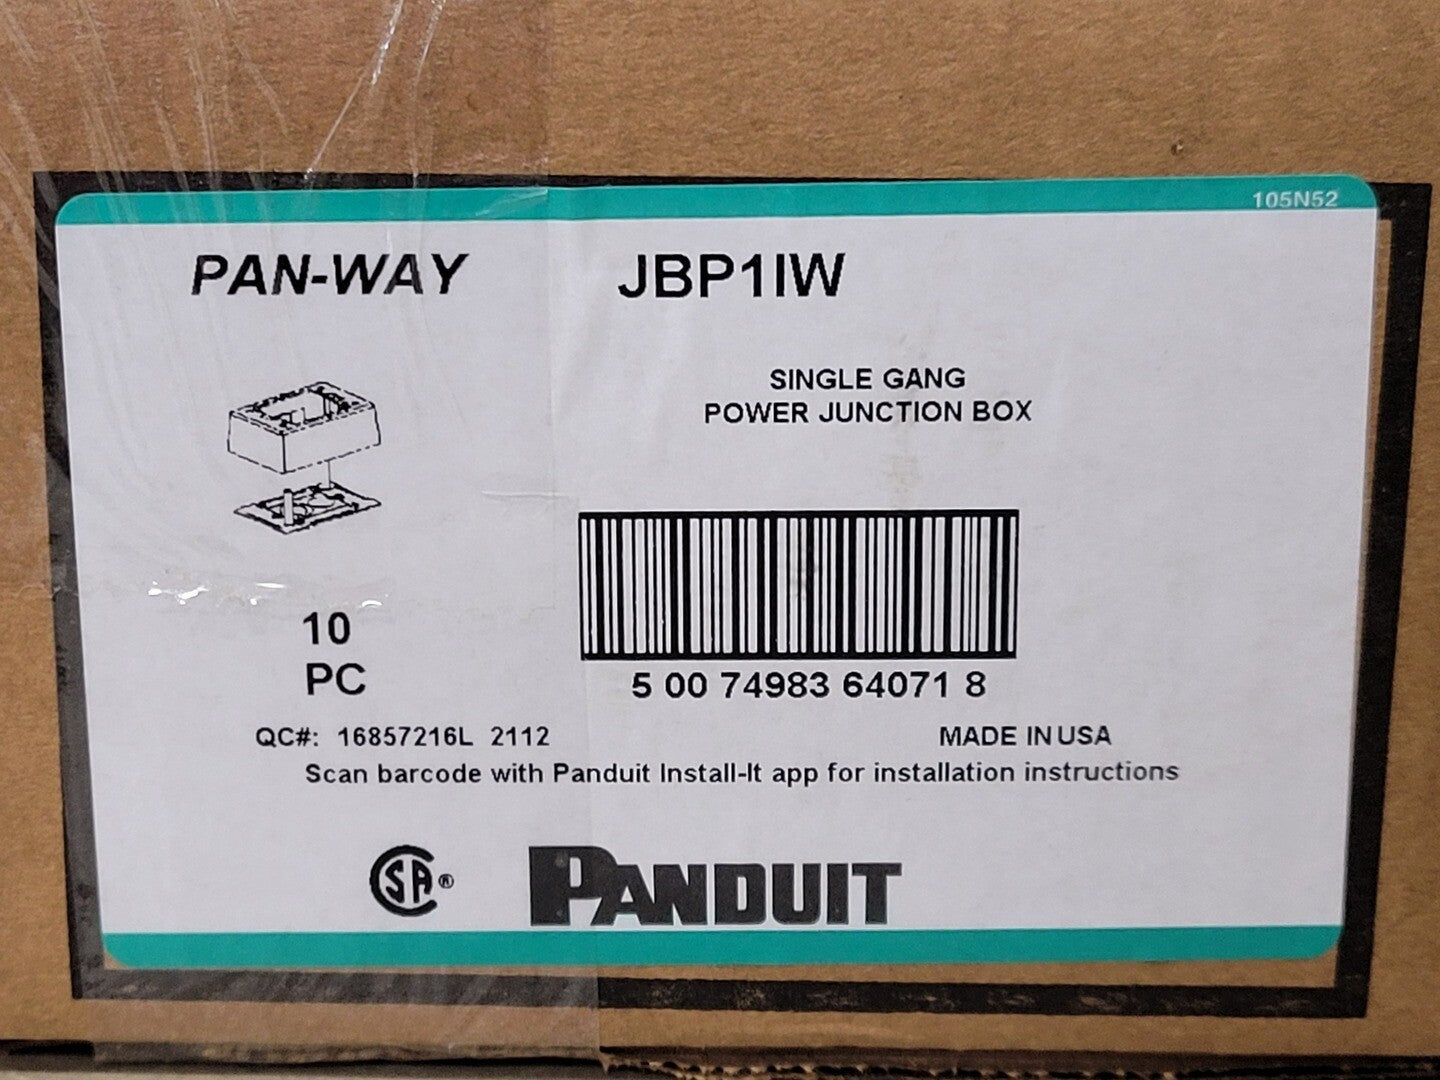 105N52
PAN-WAY JBP1IW
SINGLE GANG
POWER JUNCTION BOX
10
PC
5 00 74983 64071 8
QC#: 16857216L 2112 MADE IN USA
Scan barcode with Panduit Install-It app for installation instructions
SA® PANDUIT